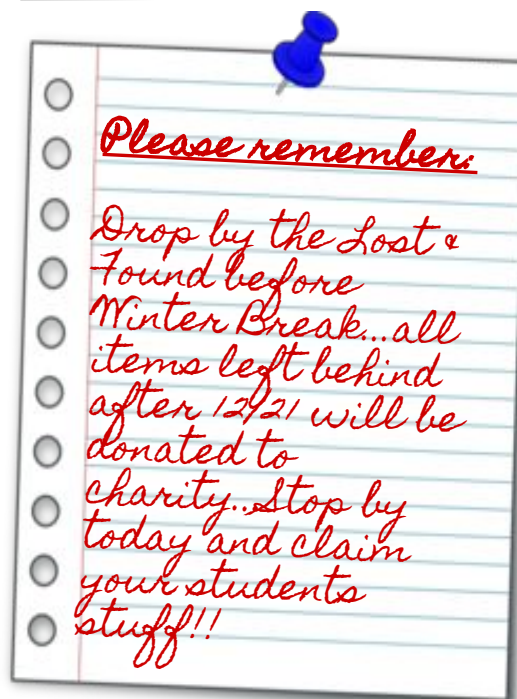 Please remember:
Drop by the Lost &
Found before
Winter Break...all
items left behind
after 12/21 will be
donated to
charity..Stop by
today and claim
your students
stuff!!